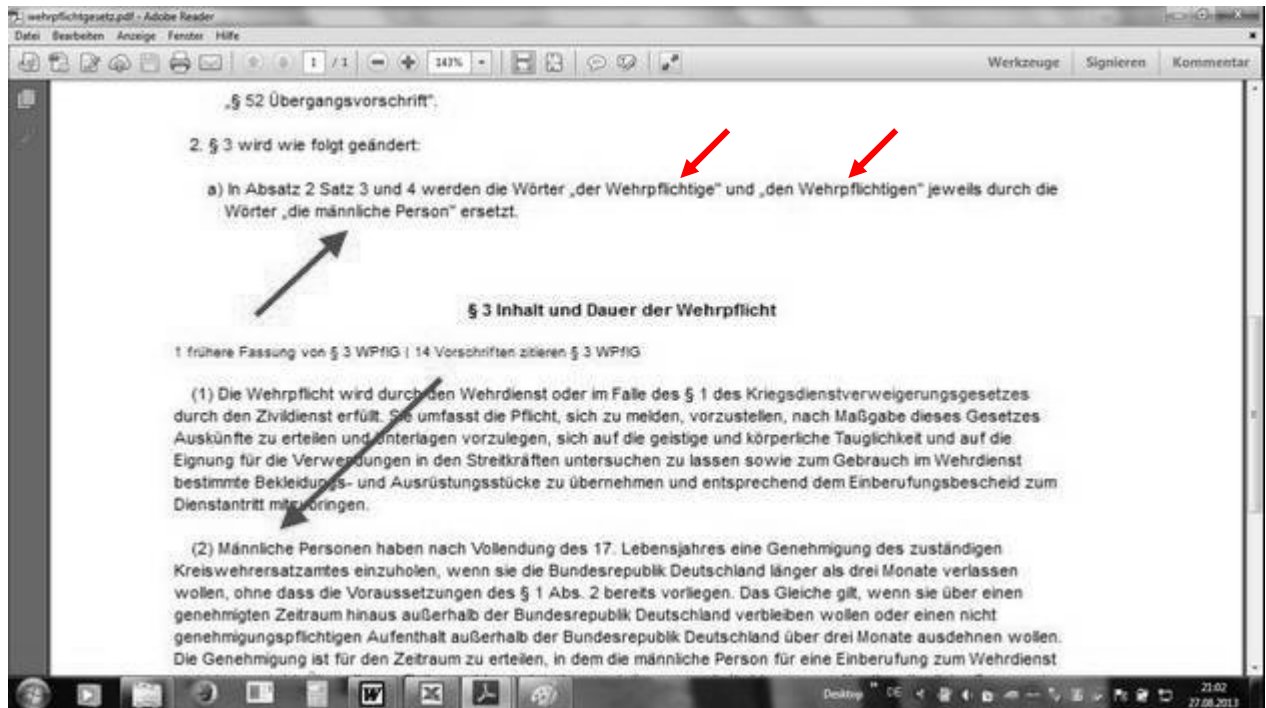 wehrpflichtgesetz.pdf - Adobe Reader
Datei Bearbeiten Anzeige Fenster Hilfe
1 / 1 147% Werkzeuge Signieren Kommentar
„§ 52 Übergangsvorschrift".
2. § 3 wird wie folgt geändert:
a) In Absatz 2 Satz 3 und 4 werden die Wörter „der Wehrpflichtige" und „den Wehrpflichtigen" jeweils durch die
Wörter „die männliche Person" ersetzt.
§ 3 Inhalt und Dauer der Wehrpflicht
1 frühere Fassung von § 3 WPflG | 14 Vorschriften zitieren § 3 WPflG
(1) Die Wehrpflicht wird durch den Wehrdienst oder im Falle des § 1 des Kriegsdienstverweigerungsgesetzes
durch den Zivildienst erfüllt. Sie umfasst die Pflicht, sich zu melden, vorzustellen, nach Maßgabe dieses Gesetzes
Auskünfte zu erteilen und Unterlagen vorzulegen, sich auf die geistige und körperliche Tauglichkeit und auf die
Eignung für die Verwendungen in den Streitkräften untersuchen zu lassen sowie zum Gebrauch im Wehrdienst
bestimmte Bekleidungs- und Ausrüstungsstücke zu übernehmen und entsprechend dem Einberufungsbescheid zum
Dienstantritt mitzubringen.
(2) Männliche Personen haben nach Vollendung des 17. Lebensjahres eine Genehmigung des zuständigen
Kreiswehrersatzamtes einzuholen, wenn sie die Bundesrepublik Deutschland länger als drei Monate verlassen
wollen, ohne dass die Voraussetzungen des § 1 Abs. 2 bereits vorliegen. Das Gleiche gilt, wenn sie über einen
genehmigten Zeitraum hinaus außerhalb der Bundesrepublik Deutschland verbleiben wollen oder einen nicht
genehmigungspflichtigen Aufenthalt außerhalb der Bundesrepublik Deutschland über drei Monate ausdehnen wollen.
Die Genehmigung ist für den Zeitraum zu erteilen, in dem die männliche Person für eine Einberufung zum Wehrdienst
Desktop DE 21:02
27.08.2013